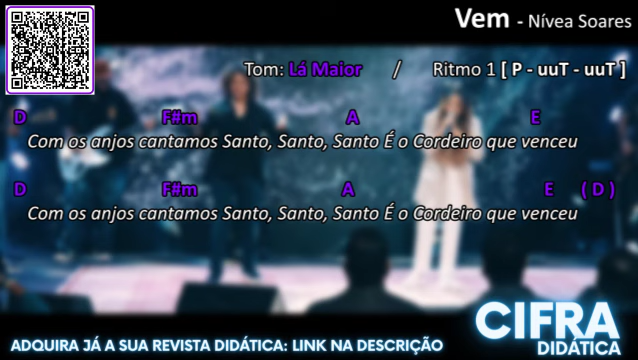 Vem - Nívea Soares
Tom: Lá Maior / Ritmo 1 [ P - uuT - uuT ]
D F#m A E
Com os anjos cantamos Santo, Santo, Santo É o Cordeiro que venceu
D F#m A E ( D )
Com os anjos cantamos Santo, Santo, Santo É o Cordeiro que venceu
CIFRA
DIDÁTICA
ADQUIRA JÁ A SUA REVISTA DIDÁTICA: LINK NA DESCRIÇÃO